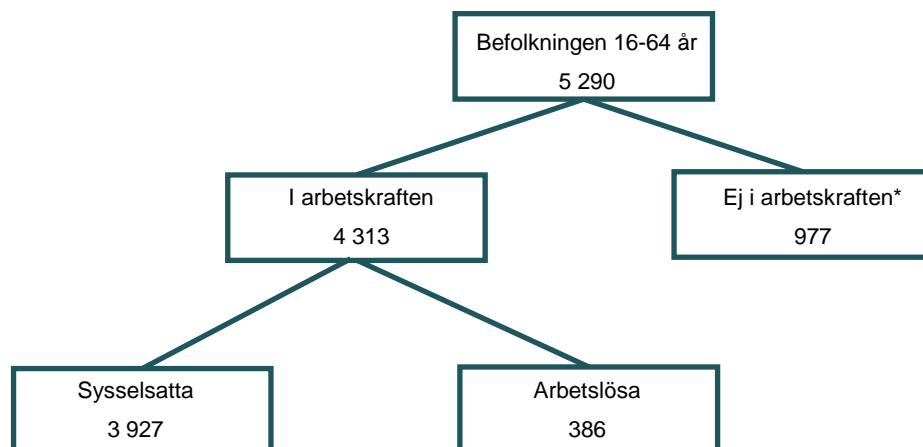 Befolkningen 16-64 år
5 290
I arbetskraften
4 313
Ej i arbetskraften*
977
Sysselsatta
3 927
Arbetslösa
386